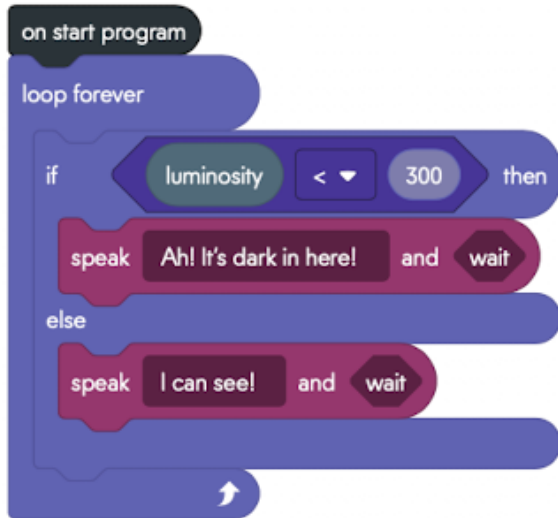 on start program
loop forever
if luminosity < 300 then
speak Ah! It's dark in here! and wait
else
speak I can see! and wait